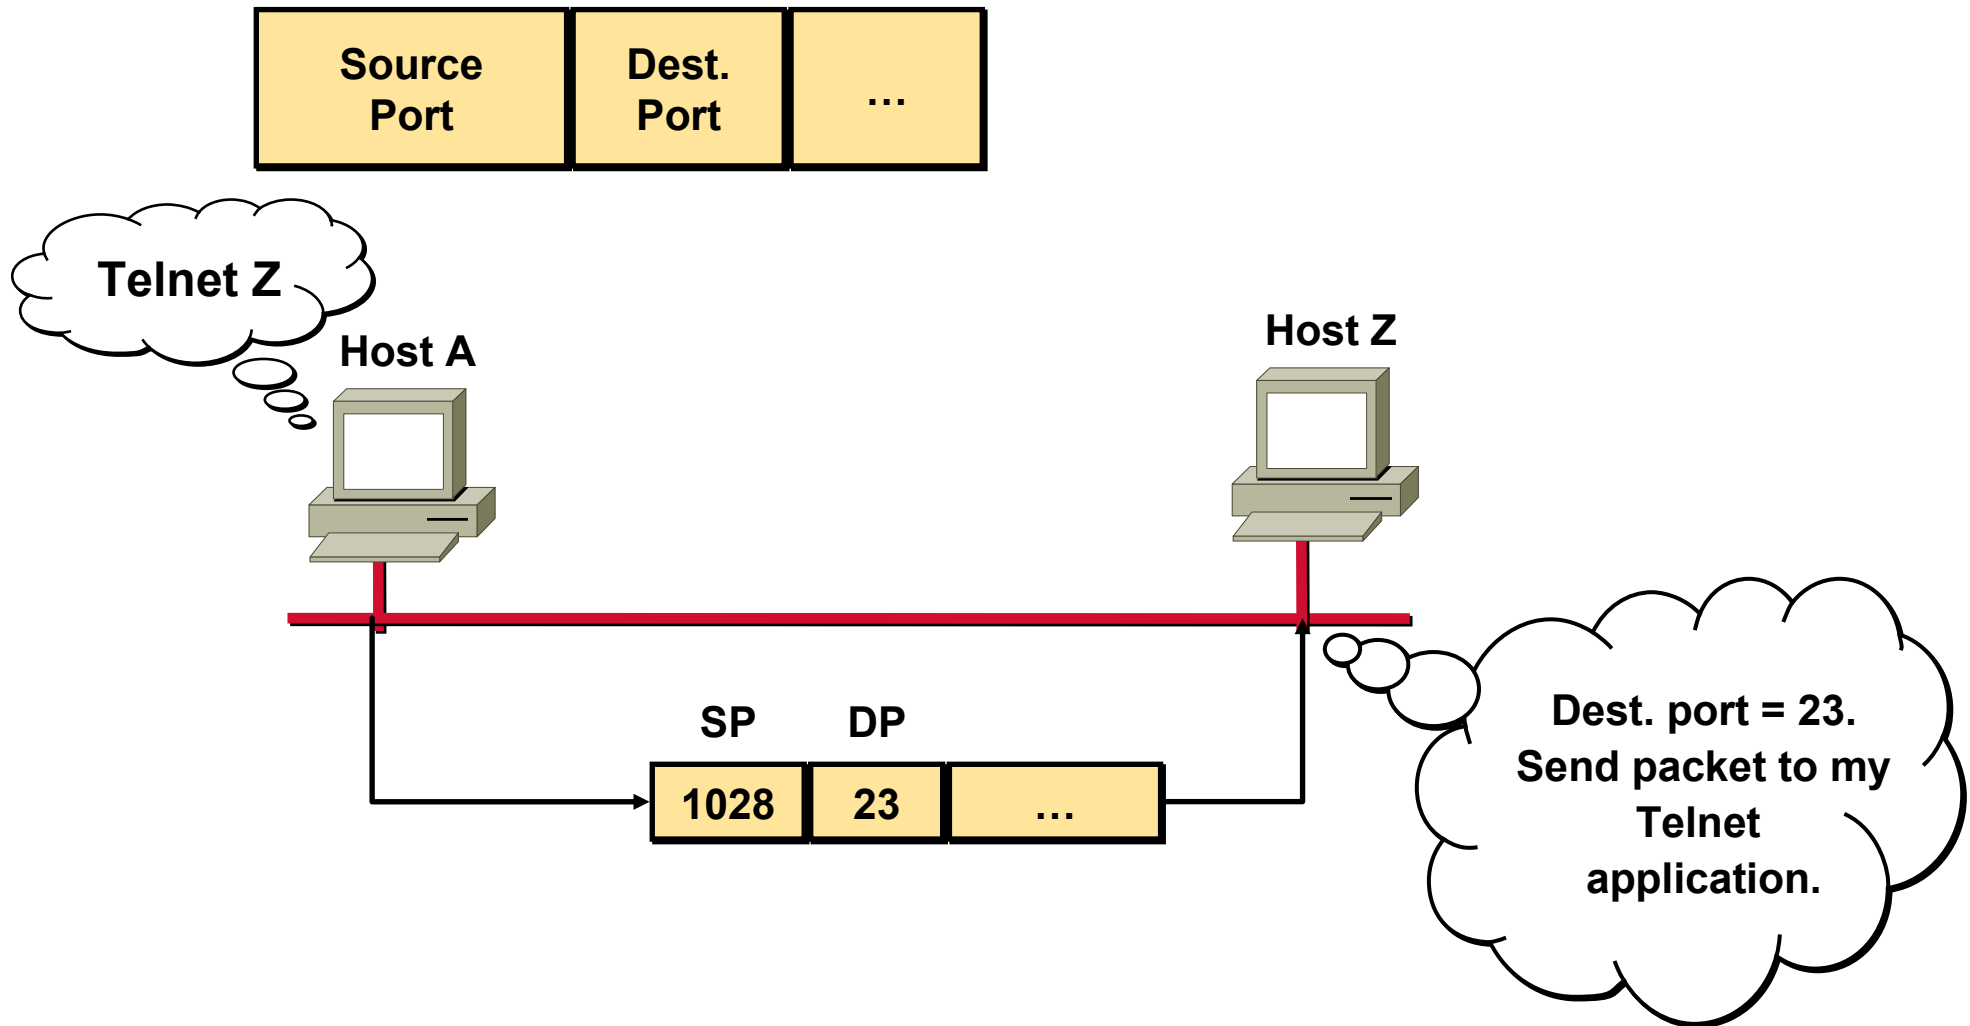 Source
Port
Dest.
Port
...
Telnet Z
Host A
Host Z
SP
DP
1028
23
...
Dest. port = 23.
Send packet to my
Telnet
application.